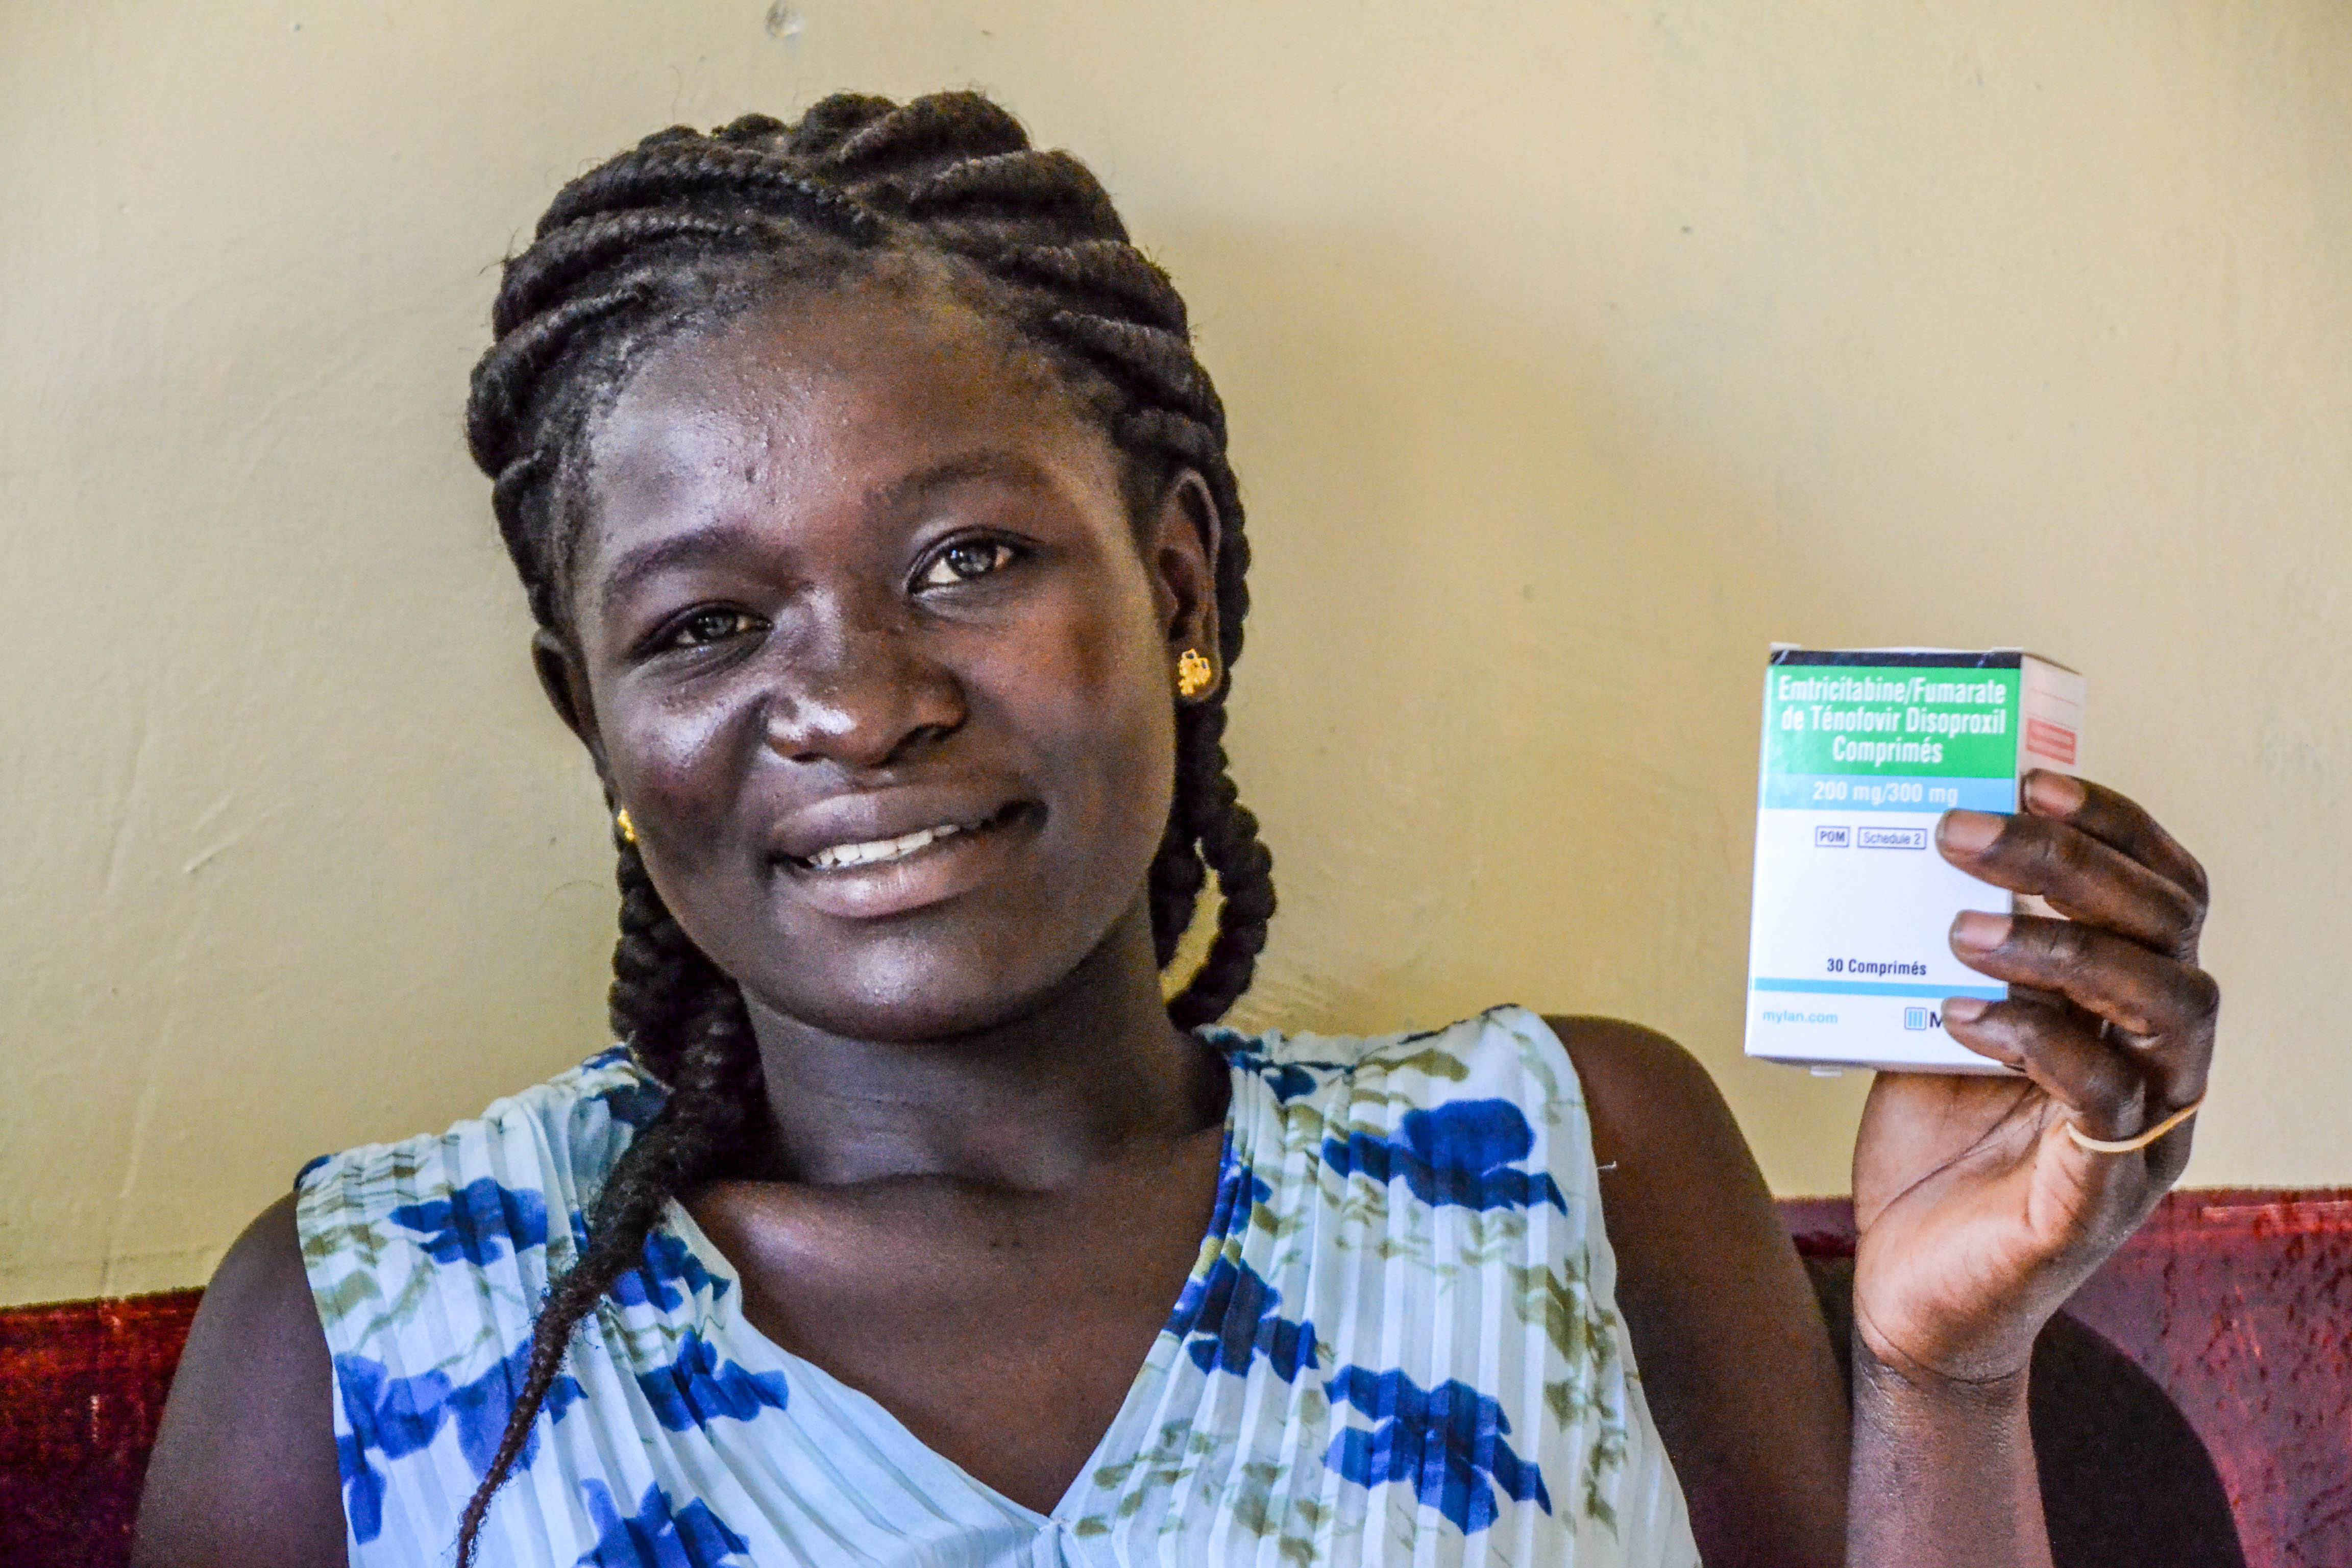 Emtricitabine/Fumarate
de Ténofovir Disoproxil
Comprimés
200 mg/300 mg
POM Schedule 2
30 Comprimés
mylan.com
M